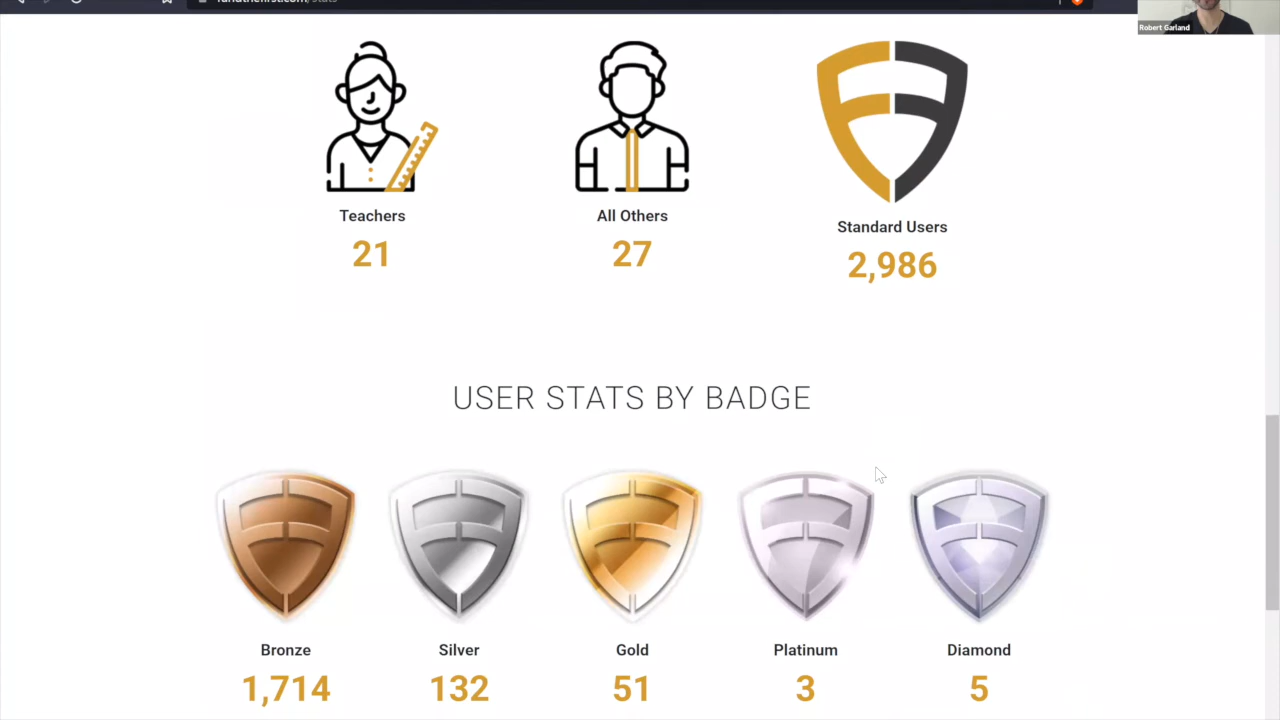 Robert Garland
Teachers
21
All Others
27
Standard Users
2,986
USER STATS BY BADGE
Bronze
1,714
Silver
132
Gold
51
Platinum
3
Diamond
5